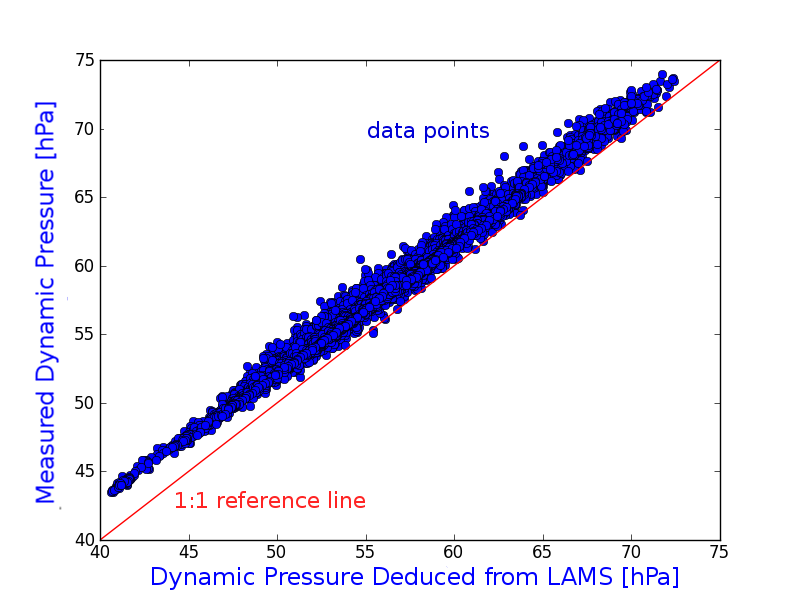 75
70
65
60
55
50
45
40
40 45 50 55 60 65 70 75
Measured Dynamic Pressure [hPa]
data points
1:1 reference line
Dynamic Pressure Deduced from LAMS [hPa]